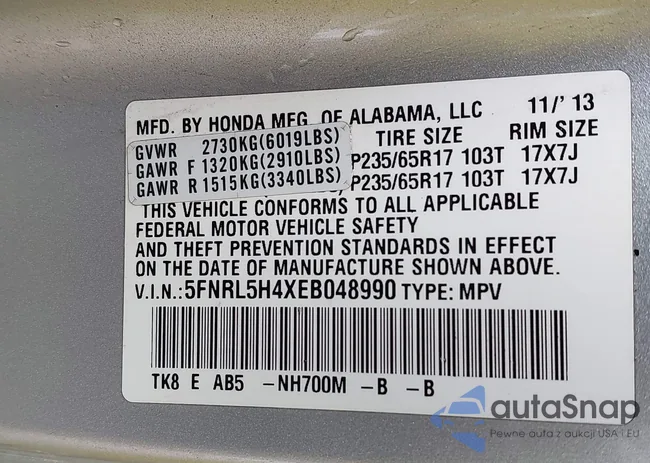 MFD. BY HONDA MFG. OF ALABAMA, LLC 11/'13
GVWR 2730KG(6019LBS) TIRE SIZE RIM SIZE
GAWR F 1320KG(2910LBS) P235/65R17 103T 17X7J
GAWR R 1515KG(3340LBS) P235/65R17 103T 17X7J
THIS VEHICLE CONFORMS TO ALL APPLICABLE
FEDERAL MOTOR VEHICLE SAFETY
AND THEFT PREVENTION STANDARDS IN EFFECT
ON THE DATE OF MANUFACTURE SHOWN ABOVE.
V.I.N.:5FNRL5H4XEB048990 TYPE: MPV
TK8 E AB5 -NH700M -B -B
autaSnap
Pewne auta z aukcji USA i EU